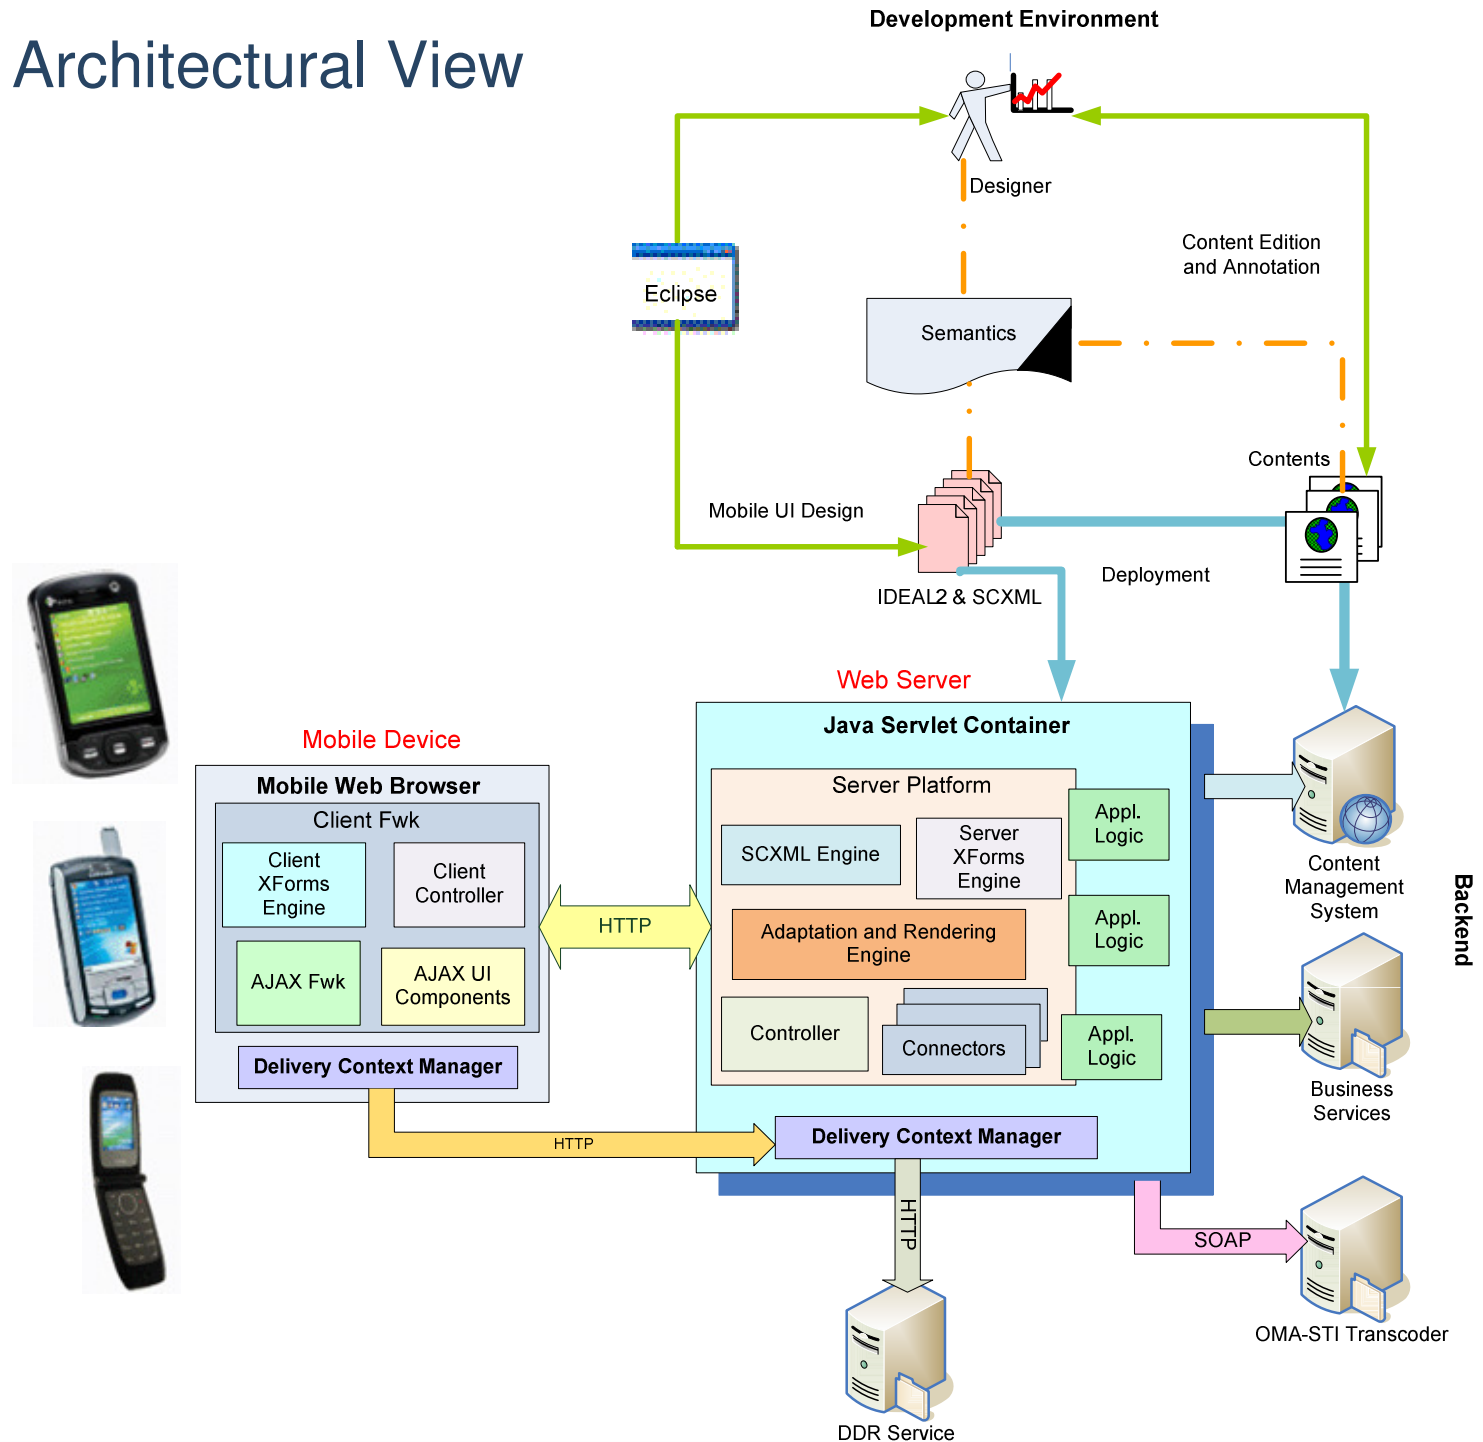 Development Environment
Architectural View
Designer
Content Edition
and Annotation
Eclipse
Semantics
Contents
Mobile UI Design
Deployment
IDEAL2 & SCXML
Web Server
Java Servlet Container
Mobile Device
Mobile Web Browser
Server Platform
Client Fwk
Appl.
Logic
Server
XForms
Engine
SCXML Engine
Client
XForms
Engine
Client
Controller
Content
Management
System
Backend
HTTP
Adaptation and Rendering
Engine
Appl.
Logic
AJAX Fwk
AJAX UI
Components
Controller
Connectors
Appl.
Logic
Delivery Context Manager
Business
Services
HTTP
Delivery Context Manager
HTTP
SOAP
OMA-STI Transcoder
DDR Service